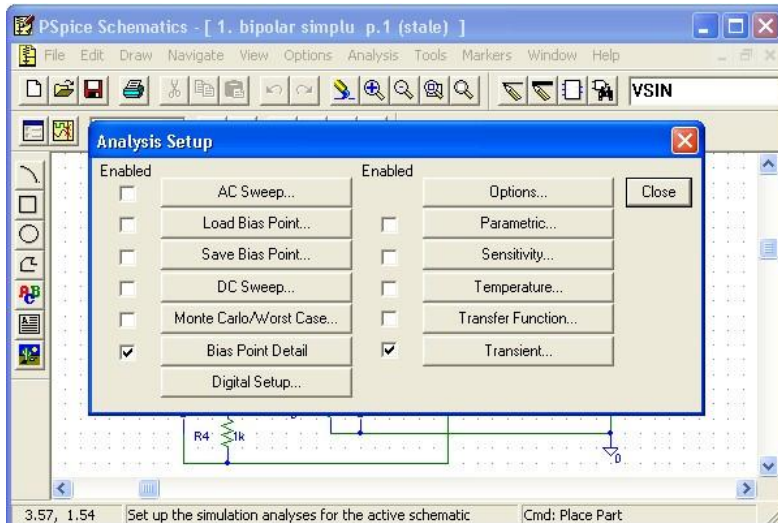 PSpice Schematics - [ 1. bipolar simplu p.1 (stale) ]
File Edit Draw Navigate View Options Analysis Tools Markers Window Help
VSIN
Analysis Setup
Enabled
Enabled
AC Sweep...
Options...
Close
Load Bias Point...
Parametric...
Save Bias Point...
Sensitivity...
DC Sweep...
Temperature...
Monte Carlo/Worst Case...
Transfer Function...
Bias Point Detail
Transient...
Digital Setup...
R4 1k
0
3.57, 1.54 Set up the simulation analyses for the active schematic Cmd: Place Part